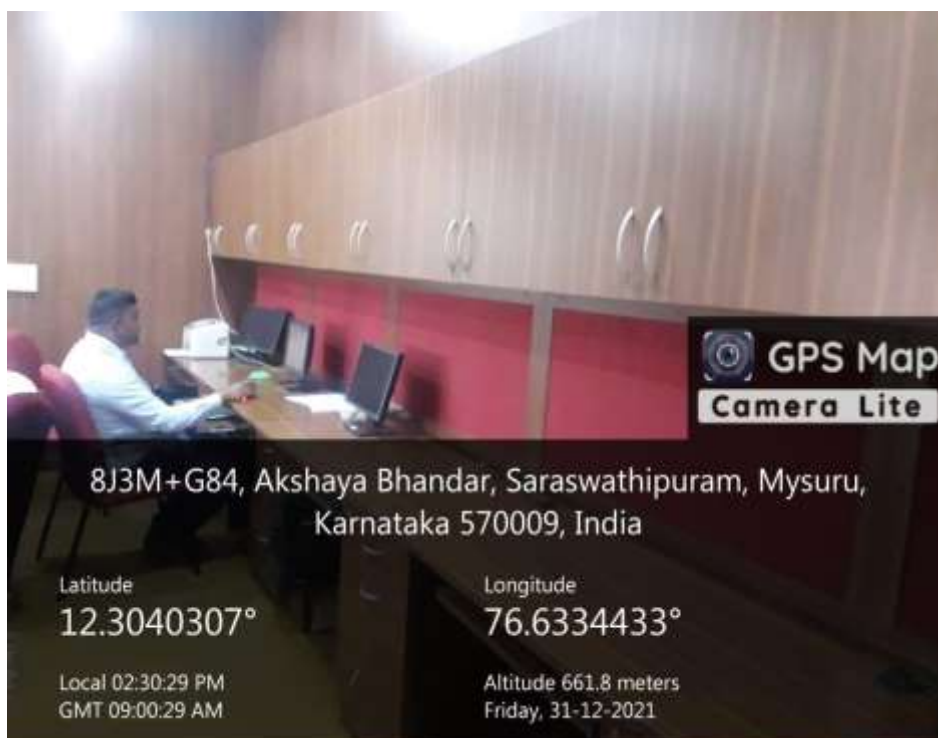 GPS Map
Camera Lite
8J3M+G84, Akshaya Bhandar, Saraswathipuram, Mysuru,
Karnataka 570009, India
Latitude
12.3040307°
Longitude
76.6334433°
Local 02:30:29 PM
GMT 09:00:29 AM
Altitude 661.8 meters
Friday, 31-12-2021